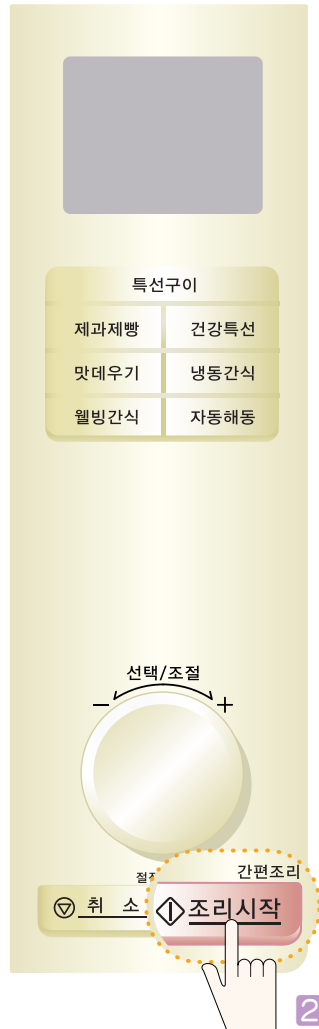 특선구이
제과제빵 건강특선
맛데우기 냉동간식
웰빙간식 자동해동
선택/조절
− +
간편조리
취 소 조리시작
2